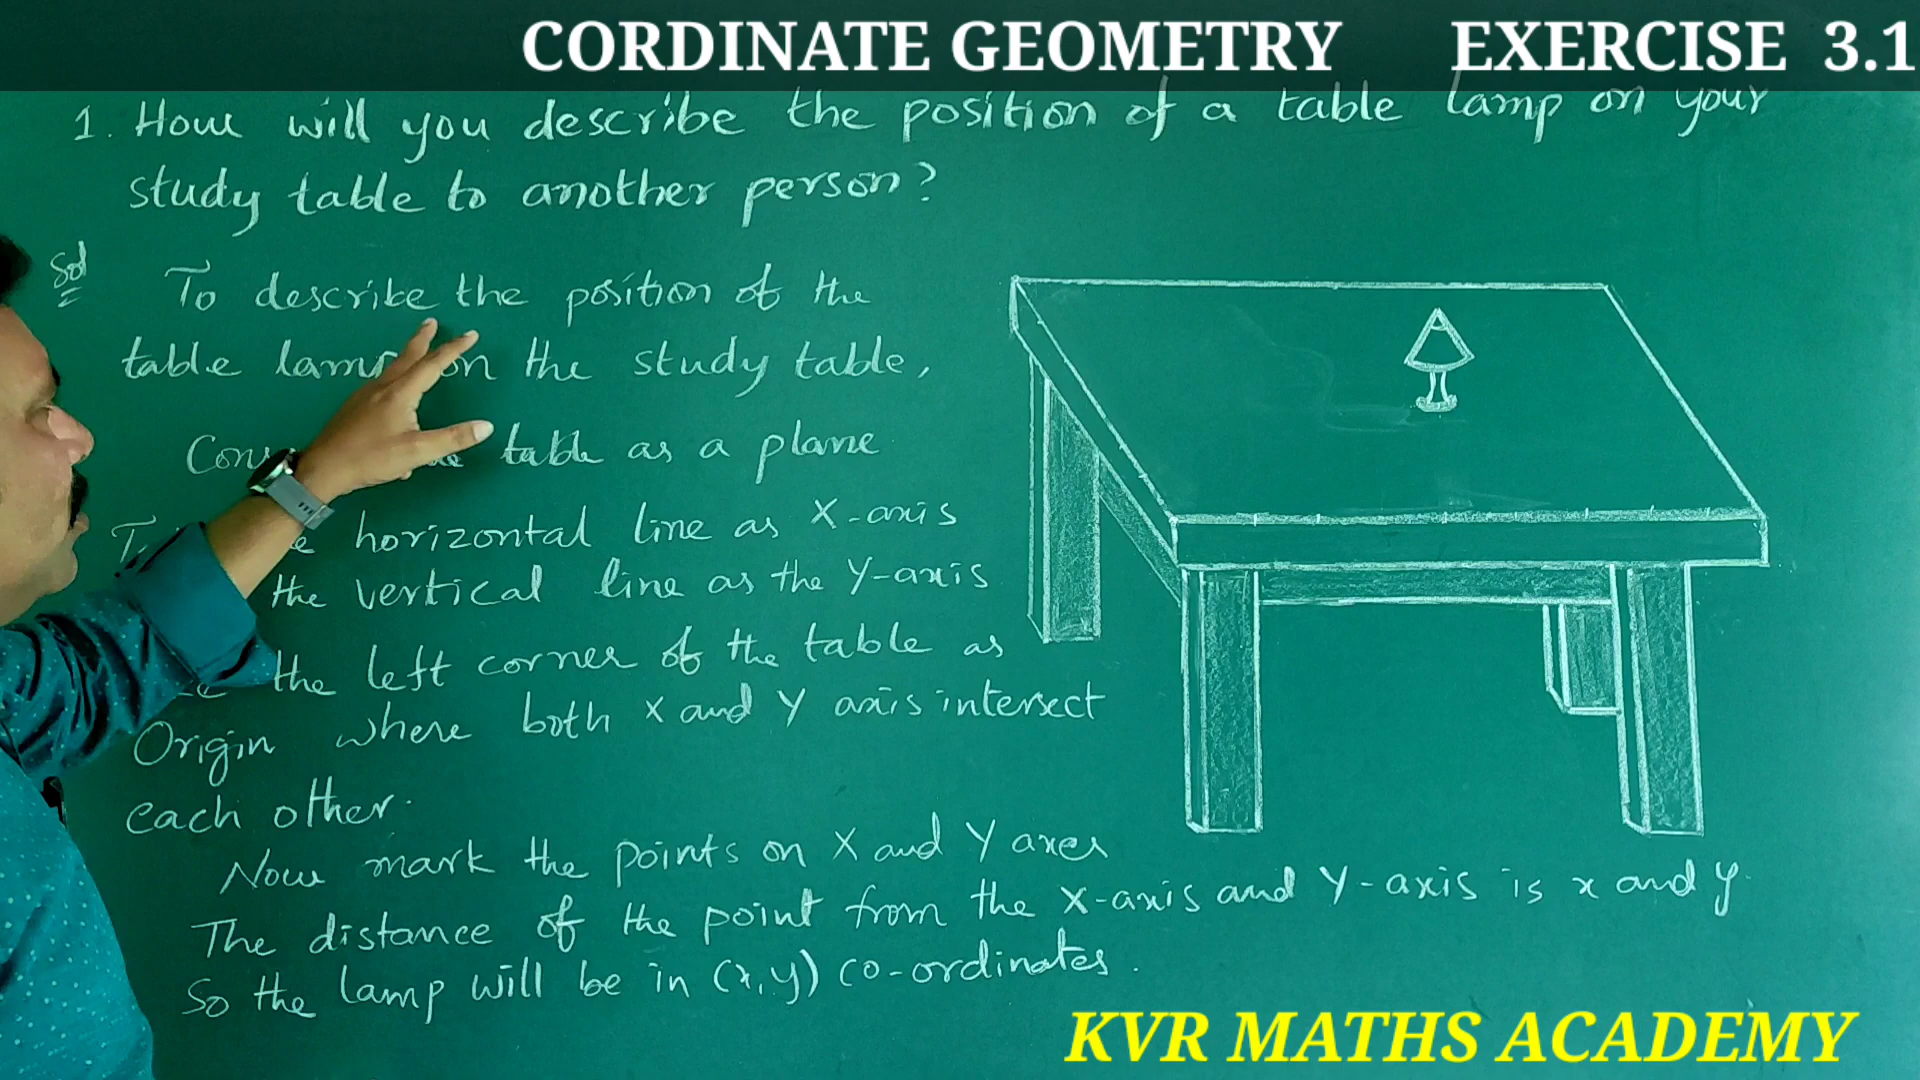 CORDINATE GEOMETRY EXERCISE 3.1
1. How will you describe the position of a table lamp on your
study table to another person?
Sol
To describe the position of the
table lamp on the study table,
table as a plane
horizontal line as X-axis
the vertical line as the Y-axis
the left corner of the table as
Origin where both X and Y axis intersect
each other.
Now mark the points on X and Y axes
The distance of the point from the X-axis and Y-axis is x and y.
So the lamp will be in (x,y) co-ordinates.
KVR MATHS ACADEMY